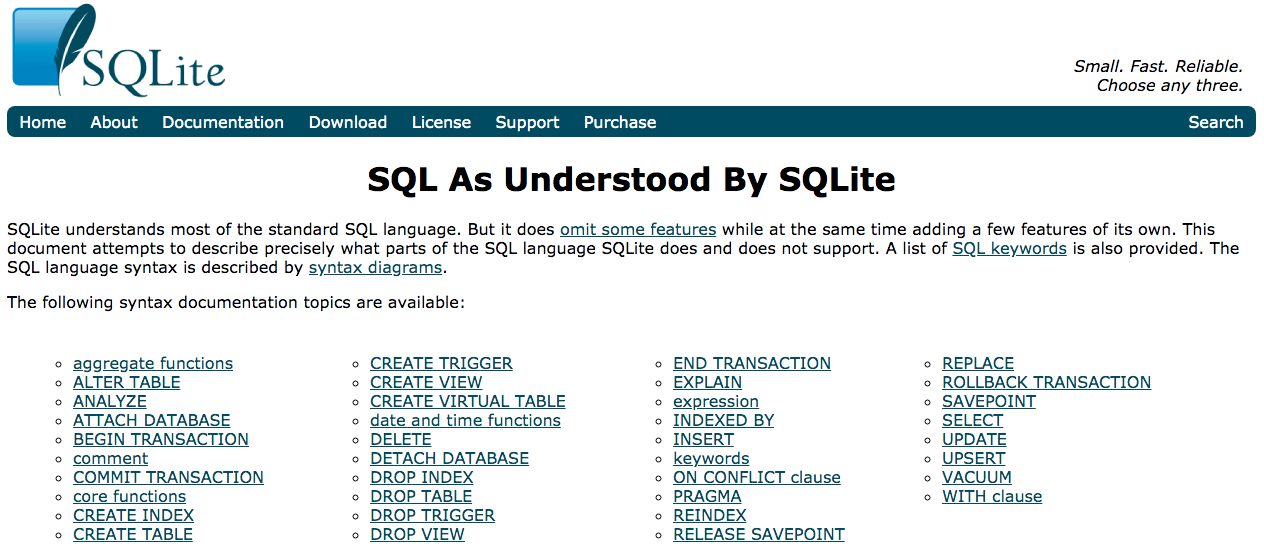 SQLite
Small. Fast. Reliable.
Choose any three.
Home About Documentation Download License Support Purchase Search
SQL As Understood By SQLite
SQLite understands most of the standard SQL language. But it does omit some features while at the same time adding a few features of its own. This
document attempts to describe precisely what parts of the SQL language SQLite does and does not support. A list of SQL keywords is also provided. The
SQL language syntax is described by syntax diagrams.
The following syntax documentation topics are available:
aggregate functions
ALTER TABLE
ANALYZE
ATTACH DATABASE
BEGIN TRANSACTION
comment
COMMIT TRANSACTION
core functions
CREATE INDEX
CREATE TABLE
CREATE TRIGGER
CREATE VIEW
CREATE VIRTUAL TABLE
date and time functions
DELETE
DETACH DATABASE
DROP INDEX
DROP TABLE
DROP TRIGGER
DROP VIEW
END TRANSACTION
EXPLAIN
expression
INDEXED BY
INSERT
keywords
ON CONFLICT clause
PRAGMA
REINDEX
RELEASE SAVEPOINT
REPLACE
ROLLBACK TRANSACTION
SAVEPOINT
SELECT
UPDATE
UPSERT
VACUUM
WITH clause